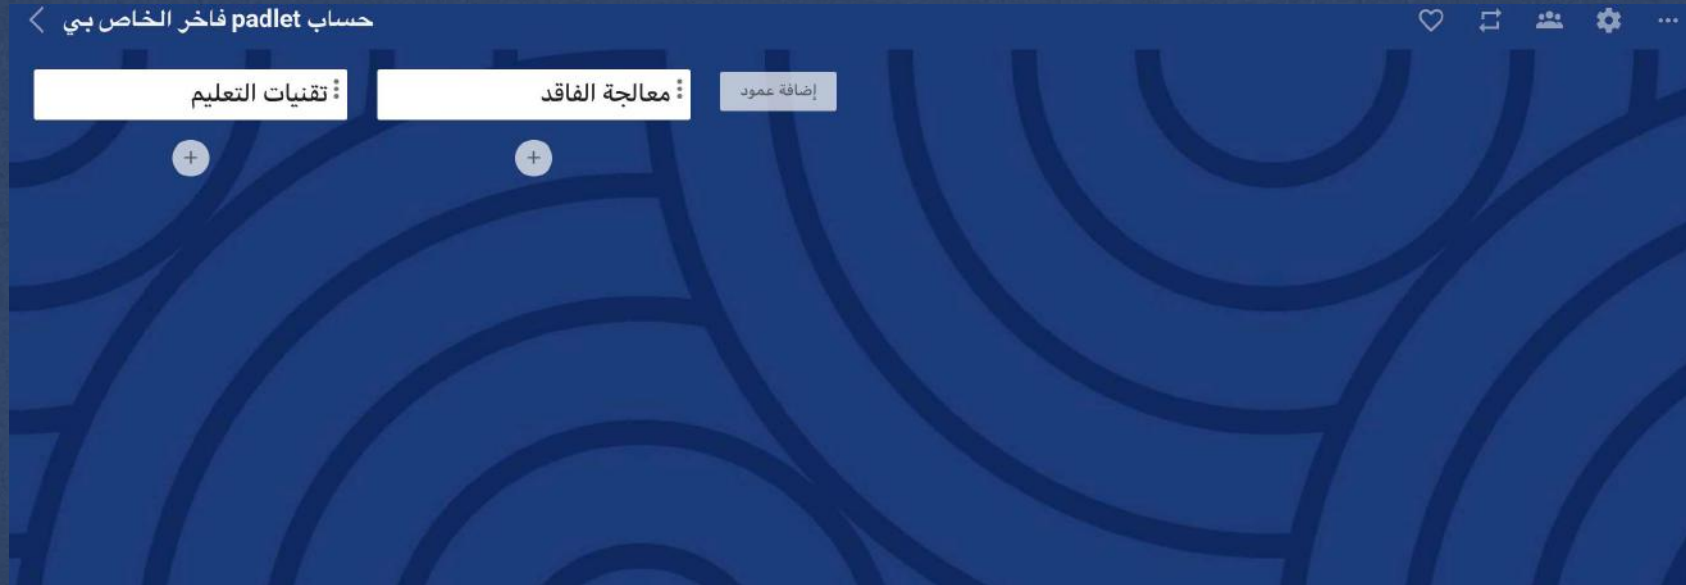 حساب padlet فاخر الخاص بي
تقنيات التعليم
معالجة الفاقد
إضافة عمود